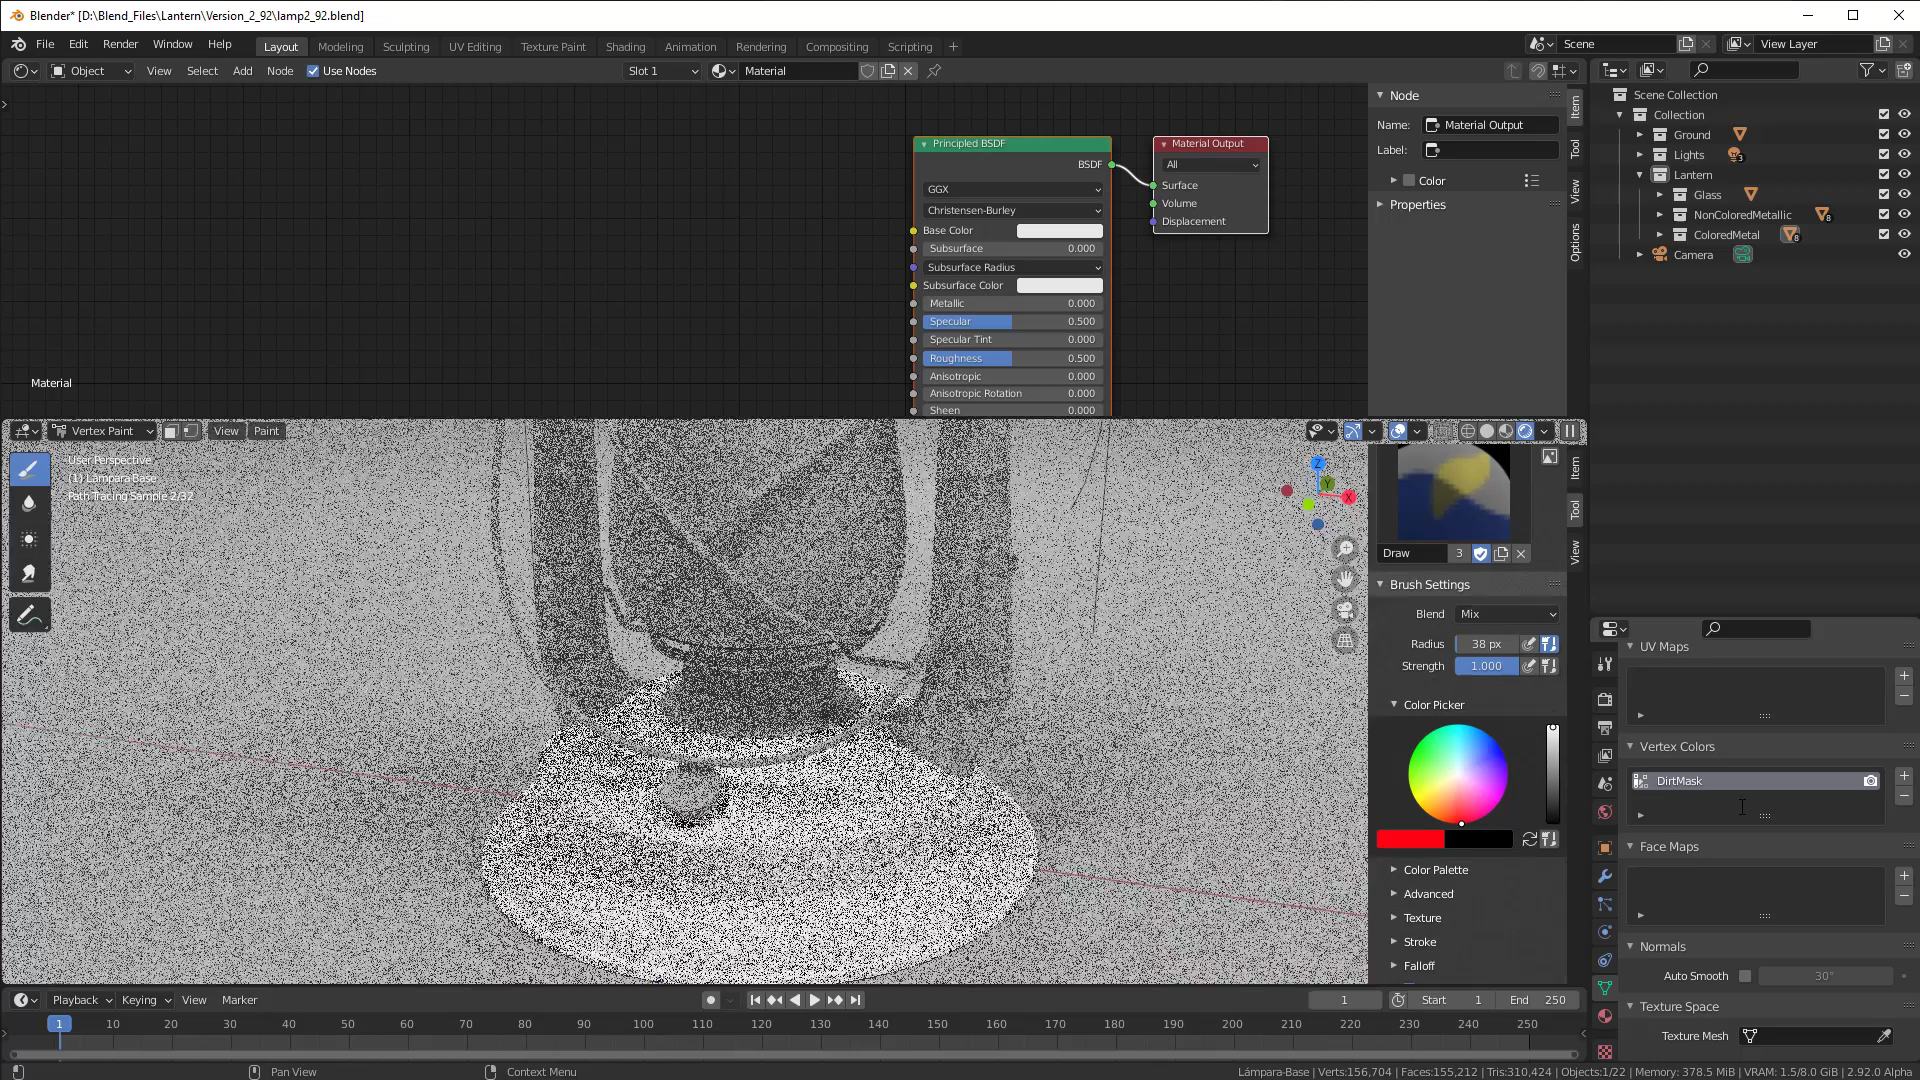 Blender* [D:\Blend_Files\Lantern\Version_2_92\lamp2_92.blend]
File Edit Render Window Help Layout Modeling Sculpting UV Editing Texture Paint Shading Animation Rendering Compositing Scripting Scene View Layer
Object View Select Add Node Use Nodes Slot 1 Material
Node
Name: Material Output
Label:
Color
Properties
Item
Tool
View
Options
Principled BSDF
BSDF
GGX
Christensen-Burley
Base Color
Subsurface 0.000
Subsurface Radius
Subsurface Color
Metallic 0.000
Specular 0.500
Specular Tint 0.000
Roughness 0.500
Anisotropic 0.000
Anisotropic Rotation 0.000
Sheen 0.000
Material Output
All
Surface
Volume
Displacement
Material
Scene Collection
Collection
Ground
Lights 3
Lantern
Glass
NonColoredMetallic 8
ColoredMetal 8
Camera
Vertex Paint View Paint
User Perspective
(1) Lámpara-Base
Path Tracing Sample 2/32
Z
Y
X
Item
Tool
View
Draw 3
Brush Settings
Blend Mix
Radius 38 px
Strength 1.000
Color Picker
Color Palette
Advanced
Texture
Stroke
Falloff
UV Maps
Vertex Colors
DirtMask
Face Maps
Normals
Auto Smooth 30°
Texture Space
Texture Mesh
Playback Keying View Marker 1 Start 1 End 250
1 10 20 30 40 50 60 70 80 90 100 110 120 130 140 150 160 170 180 190 200 210 220 230 240 250
Pan View Context Menu Lámpara-Base | Verts:156,704 | Faces:155,212 | Tris:310,424 | Objects:1/22 | Memory: 378.5 MiB | VRAM: 1.5/8.0 GiB | 2.92.0 Alpha